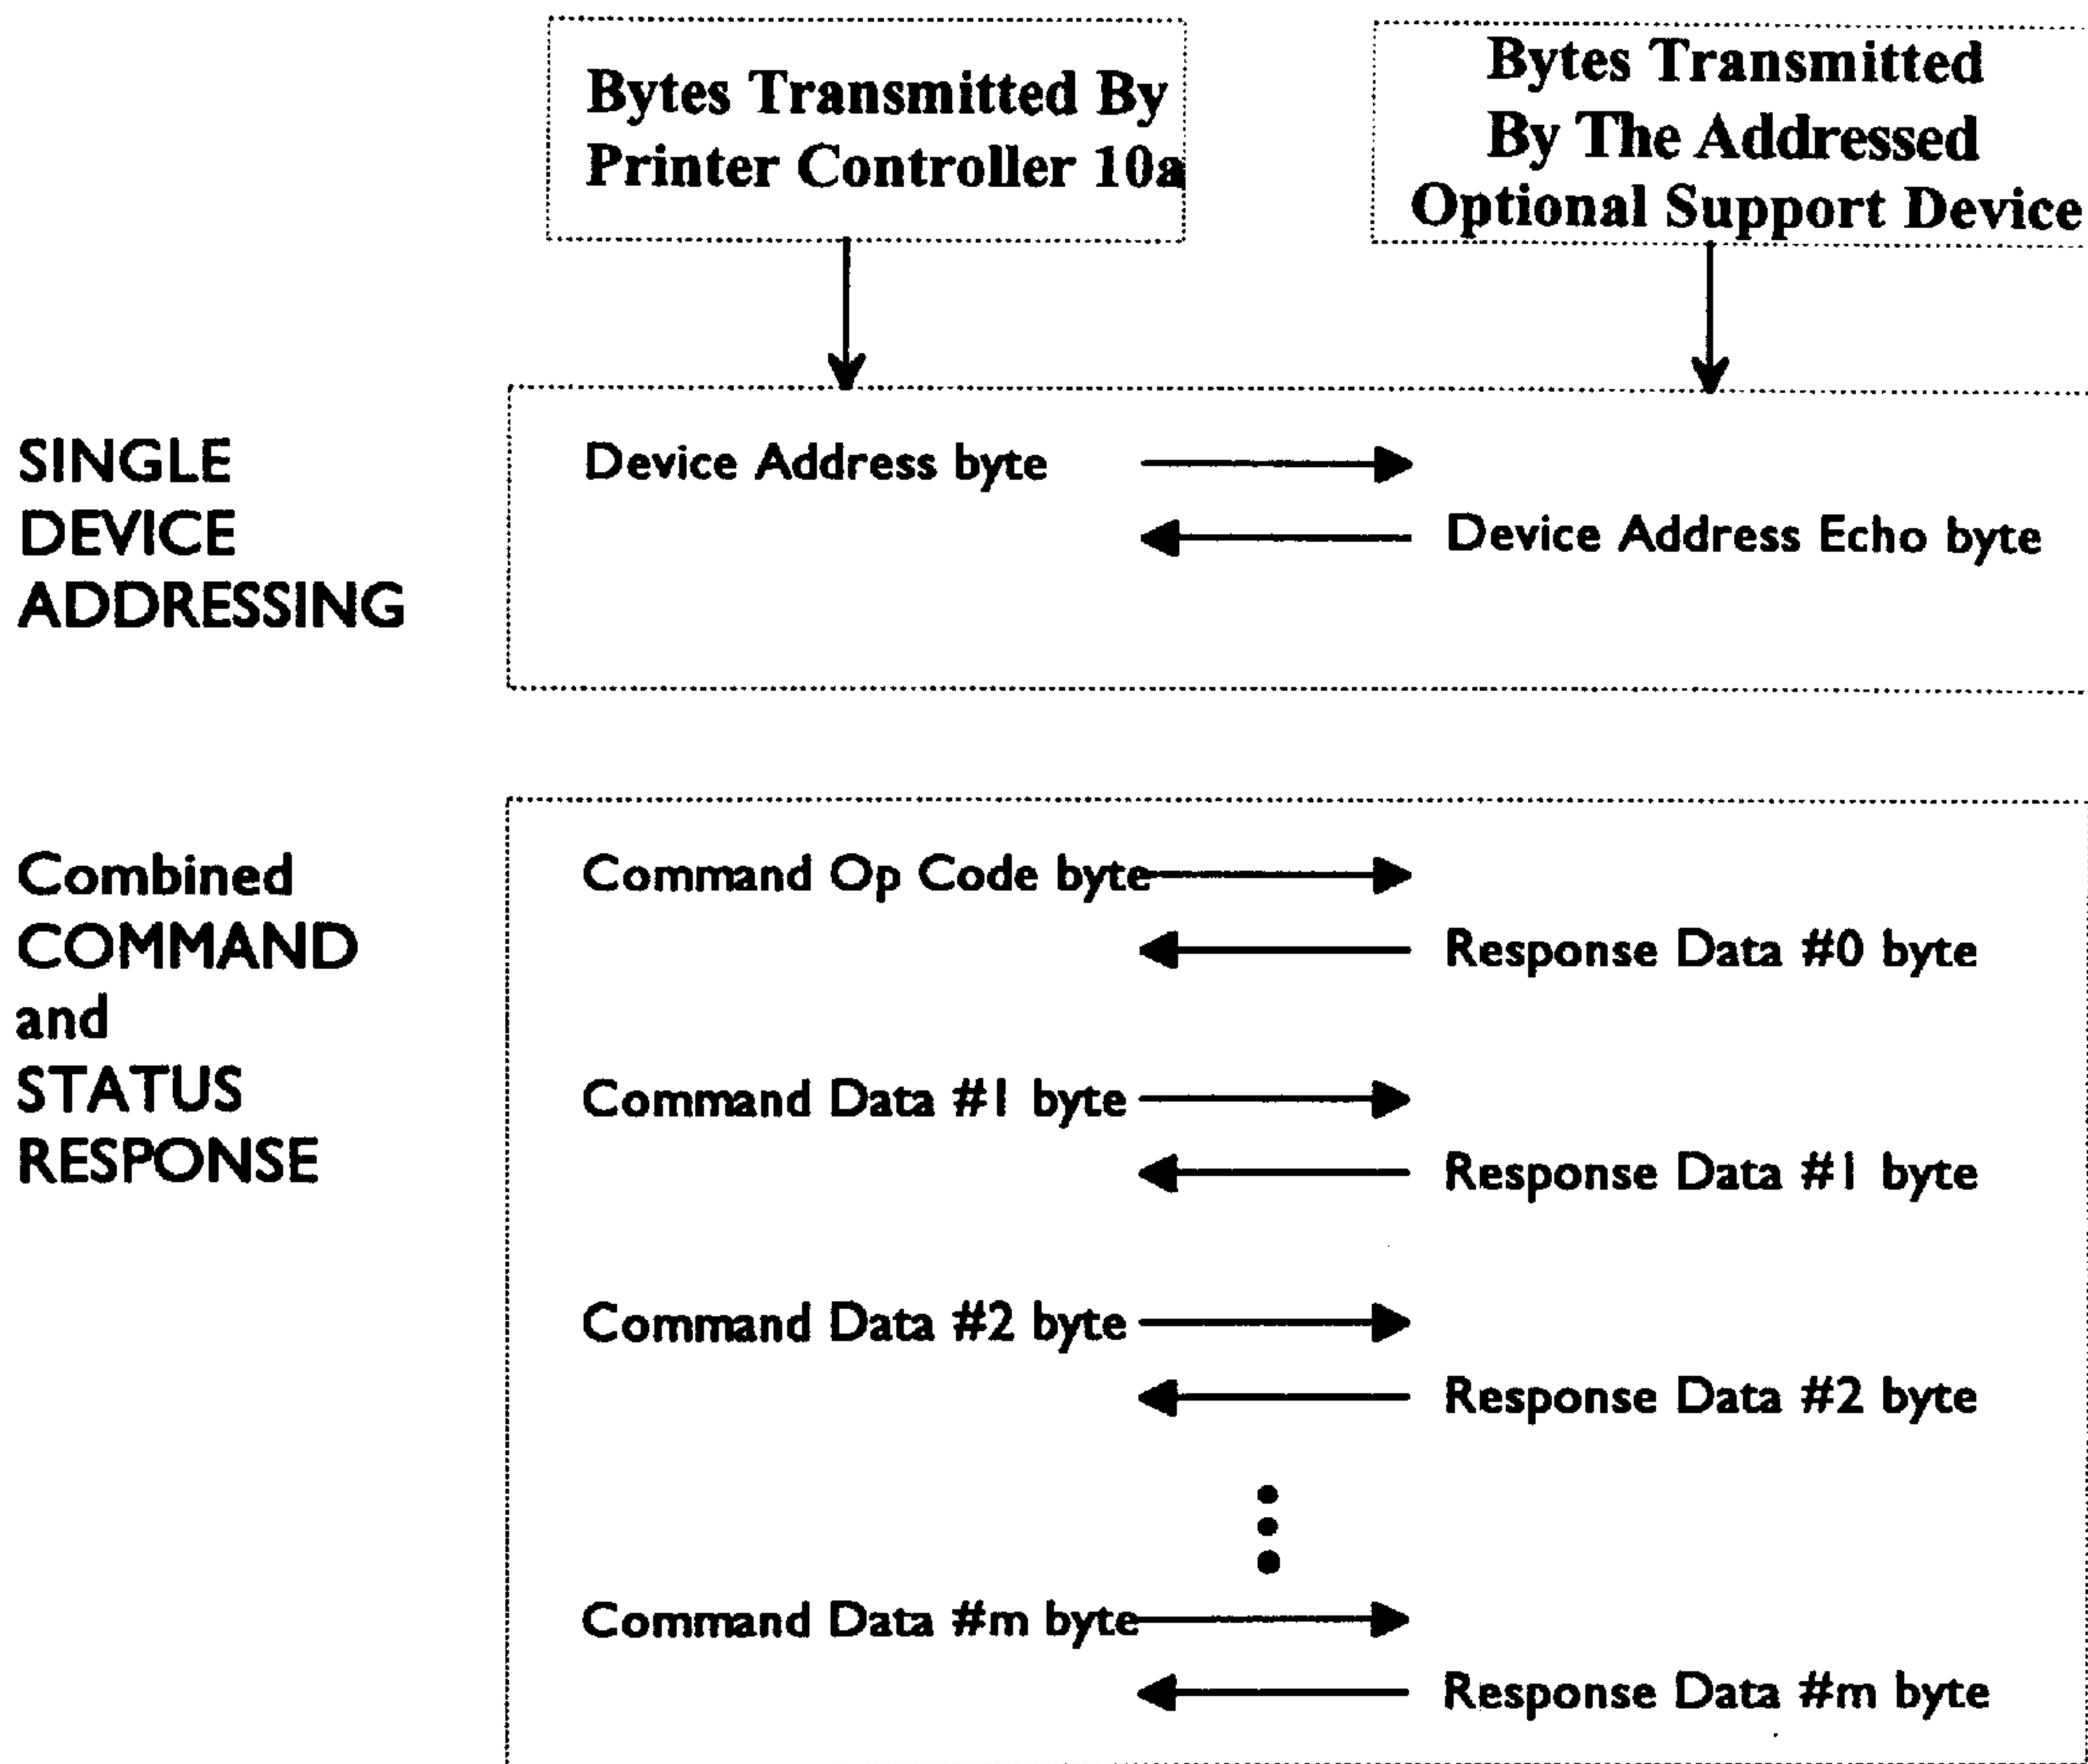 Bytes Transmitted By
Printer Controller 10a
Bytes Transmitted
By The Addressed
Optional Support Device
SINGLE
DEVICE
ADDRESSING
Device Address byte
Device Address Echo byte
Combined
COMMAND
and
STATUS
RESPONSE
Command Op Code byte
Response Data #0 byte
Command Data #1 byte
Response Data #1 byte
Command Data #2 byte
Response Data #2 byte
Command Data #m byte
Response Data #m byte